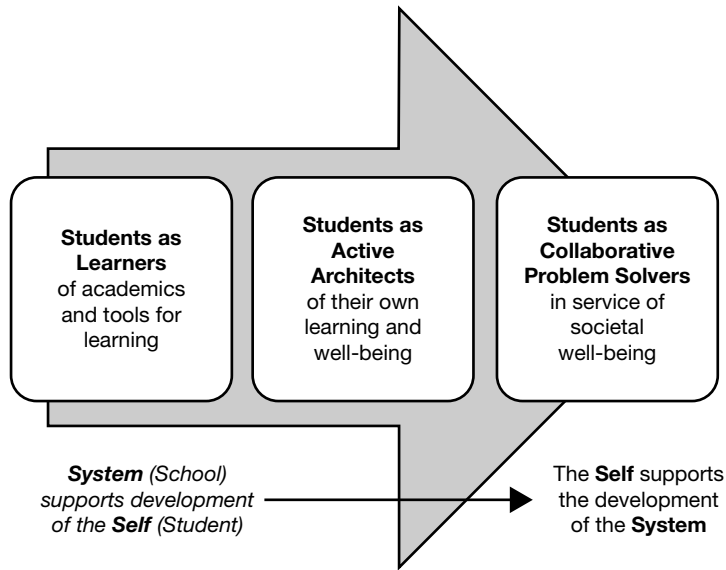 Students as
Learners
of academics
and tools for
learning
Students as
Active
Architects
of their own
learning and
well-being
Students as
Collaborative
Problem Solvers
in service of
societal
well-being
System (School)
supports development
of the Self (Student)
The Self supports
the development
of the System